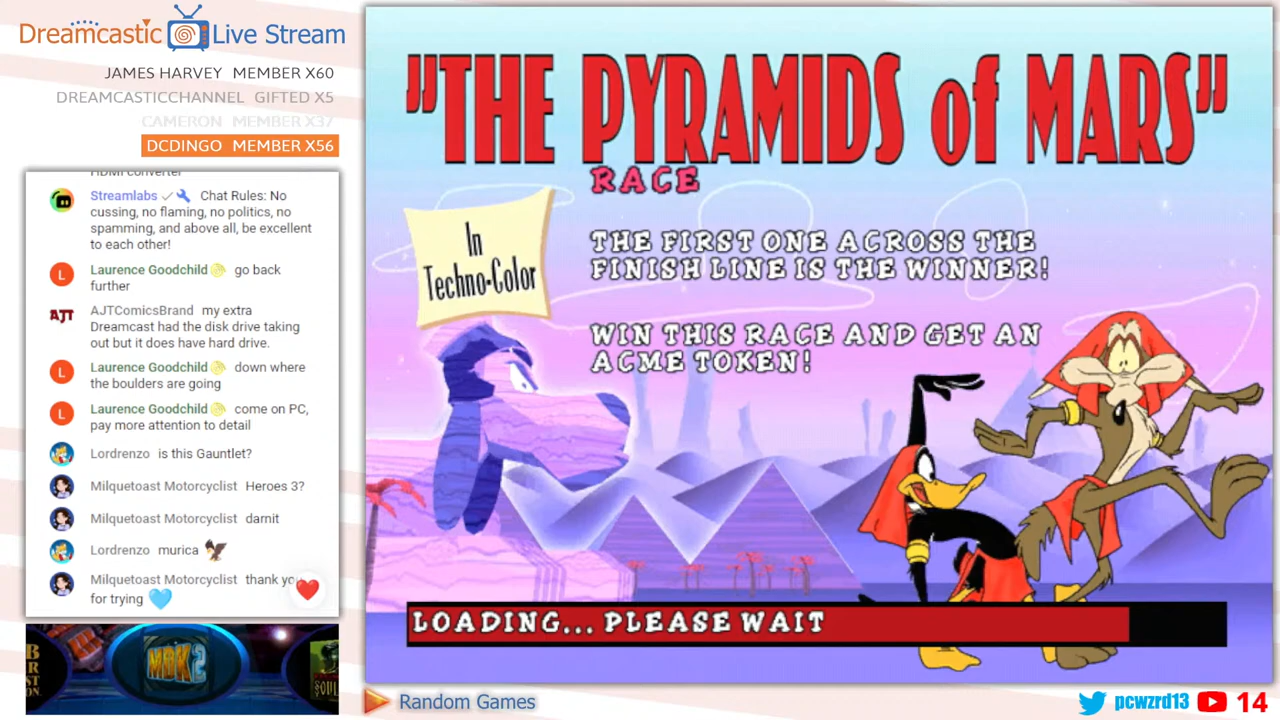 Dreamcastic Live Stream
JAMES HARVEY MEMBER X60
DREAMCASTICCHANNEL GIFTED X5
CAMERON MEMBER X37
DCDINGO MEMBER X56
HDMI converter
Streamlabs Chat Rules: No
cussing, no flaming, no politics, no
spamming, and above all, be excellent
to each other!
L Laurence Goodchild go back
further
AJT AJTComicsBrand my extra
Dreamcast had the disk drive taking
out but it does have hard drive.
L Laurence Goodchild down where
the boulders are going
L Laurence Goodchild come on PC,
pay more attention to detail
Lordrenzo is this Gauntlet?
Milquetoast Motorcyclist Heroes 3?
Milquetoast Motorcyclist darnit
Lordrenzo murica
Milquetoast Motorcyclist thank you
for trying
MDK2
"THE PYRAMIDS of MARS"
RACE
In
Techno-Color
THE FIRST ONE ACROSS THE
FINISH LINE IS THE WINNER!
WIN THIS RACE AND GET AN
ACME TOKEN!
LOADING... PLEASE WAIT
Random Games
pcwzrd13
14